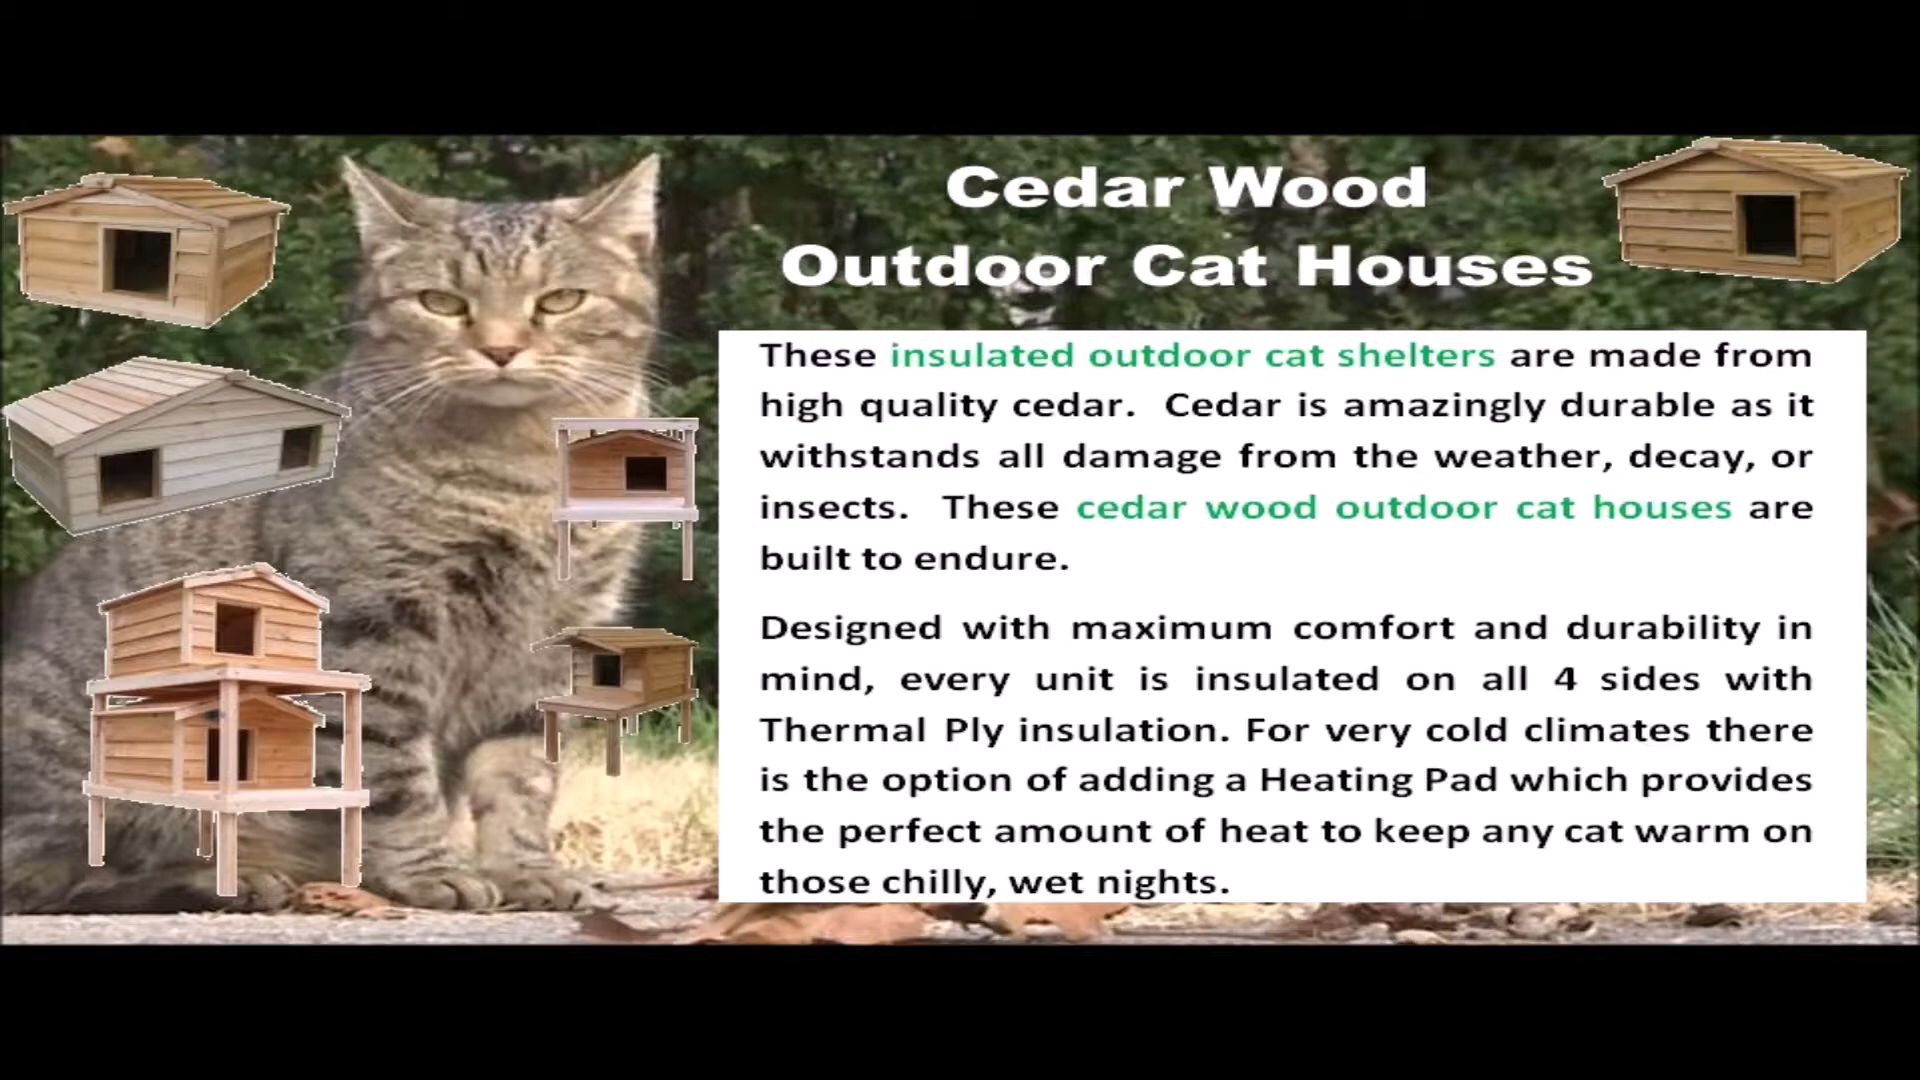 Cedar Wood
Outdoor Cat Houses
These insulated outdoor cat shelters are made from
high quality cedar.  Cedar is amazingly durable as it
withstands all damage from the weather, decay, or
insects.  These cedar wood outdoor cat houses are
built to endure.
Designed with maximum comfort and durability in
mind, every unit is insulated on all 4 sides with
Thermal Ply insulation. For very cold climates there
is the option of adding a Heating Pad which provides
the perfect amount of heat to keep any cat warm on
those chilly, wet nights.